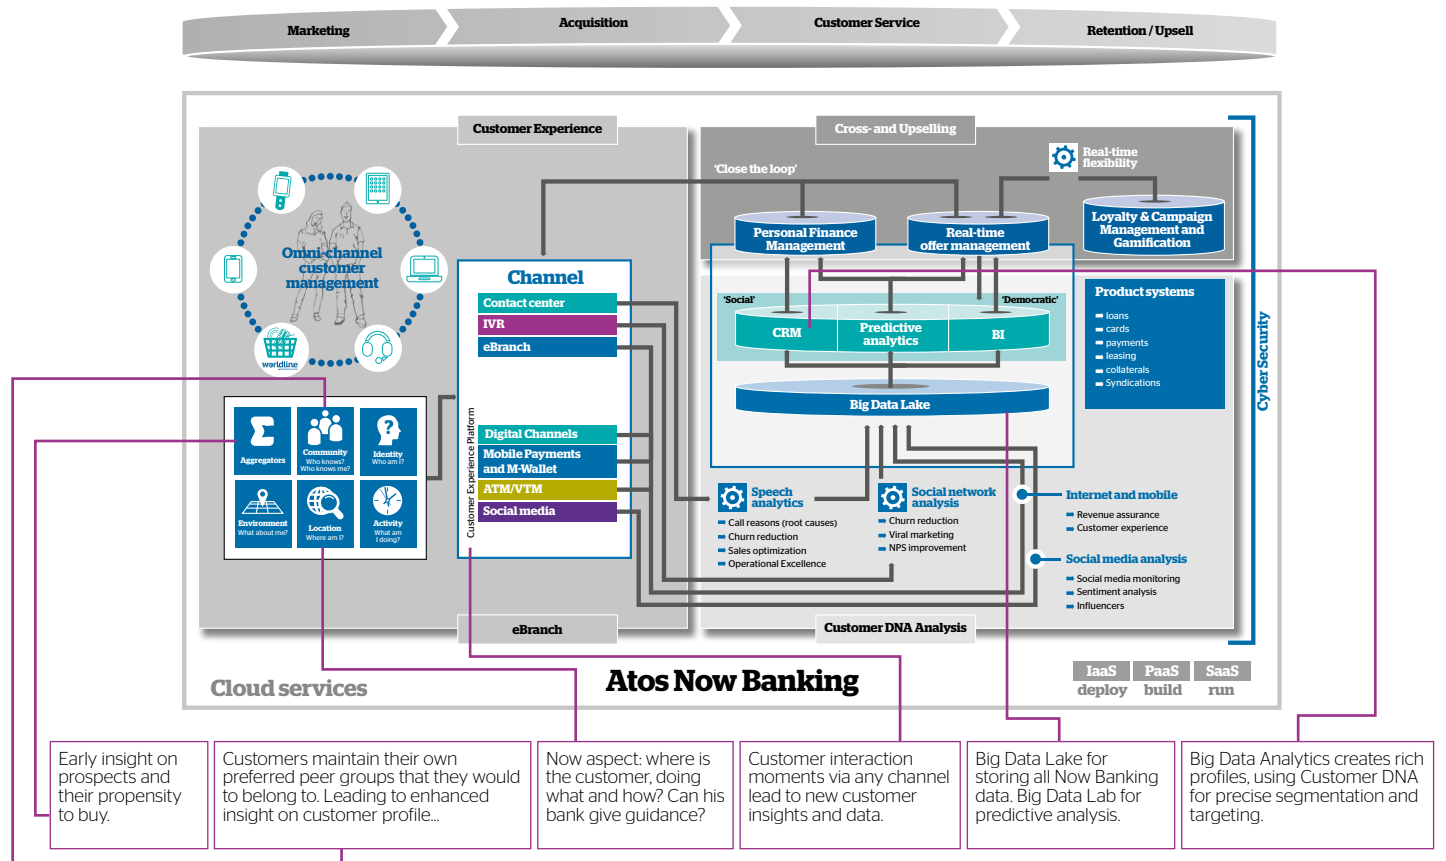 Marketing
Acquisition
Customer Service
Retention / Upsell
Customer Experience
Cross- and Upselling
'Close the loop'
Real-time
flexibility
Omni-channel
customer
management
worldline
Personal Finance
Management
Real-time
offer management
Loyalty & Campaign
Management and
Gamification
Channel
Contact center
IVR
eBranch
Digital Channels
Mobile Payments
and M-Wallet
ATM/VTM
Social media
Customer Experience Platform
'Social'
'Democratic'
CRM
Predictive
analytics
BI
Big Data Lake
Product systems
loans
cards
payments
leasing
collaterals
Syndications
Cyber Security
Aggregators
Community
Who knows?
Who knows me?
?
Identity
Who am I?
Environment
What about me?
Location
Where am I?
Activity
What am
I doing?
Speech
analytics
Call reasons (root causes)
Churn reduction
Sales optimization
Operational Excellence
Social network
analysis
Churn reduction
Viral marketing
NPS improvement
Internet and mobile
Revenue assurance
Customer experience
Social media analysis
Social media monitoring
Sentiment analysis
Influencers
eBranch
Customer DNA Analysis
Cloud services
Atos Now Banking
IaaS
PaaS
SaaS
deploy
build
run
Early insight on
prospects and
their propensity
to buy.
Customers maintain their own
preferred peer groups that they would
to belong to. Leading to enhanced
insight on customer profile...
Now aspect: where is
the customer, doing
what and how? Can his
bank give guidance?
Customer interaction
moments via any channel
lead to new customer
insights and data.
Big Data Lake for
storing all Now Banking
data. Big Data Lab for
predictive analysis.
Big Data Analytics creates rich
profiles, using Customer DNA
for precise segmentation and
targeting.